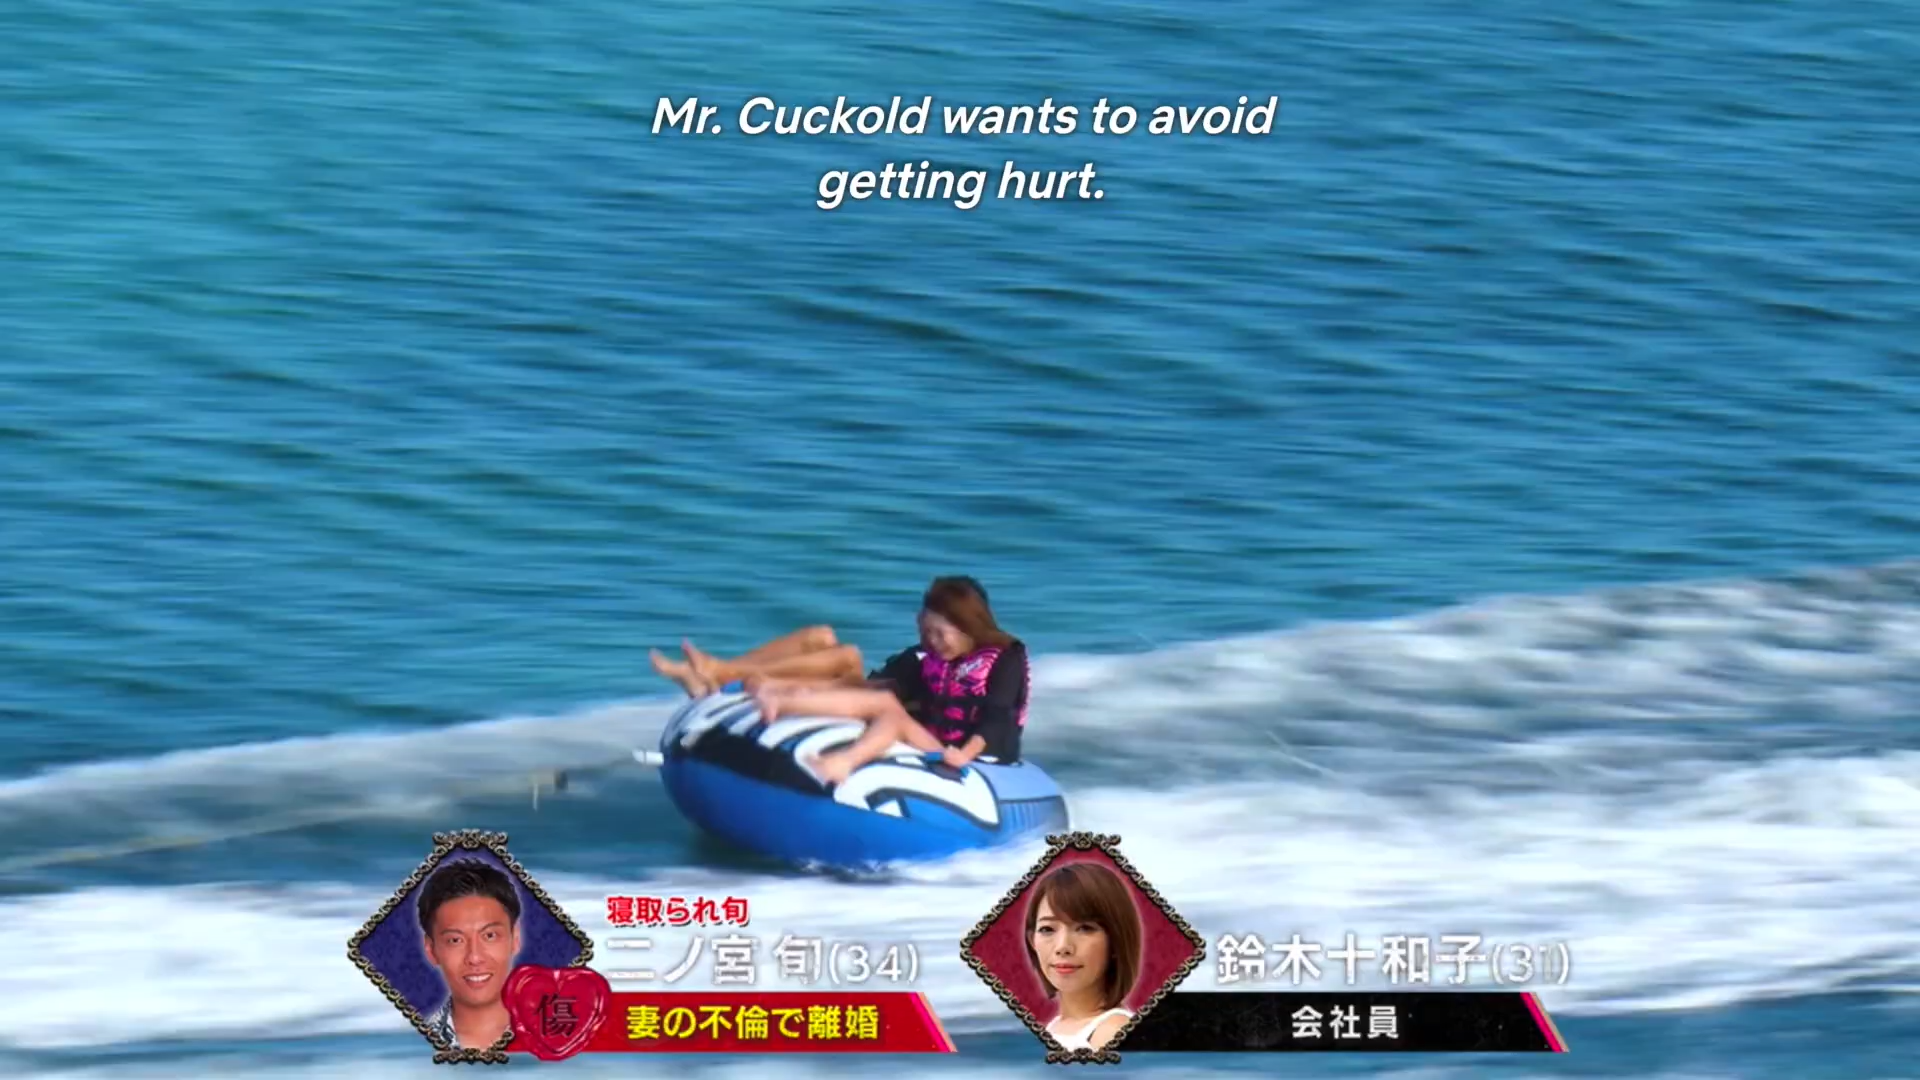 Mr. Cuckold wants to avoid
getting hurt.
寝取られ旬
二ノ宮 旬(34)
傷
妻の不倫で離婚
鈴木十和子(31)
会社員